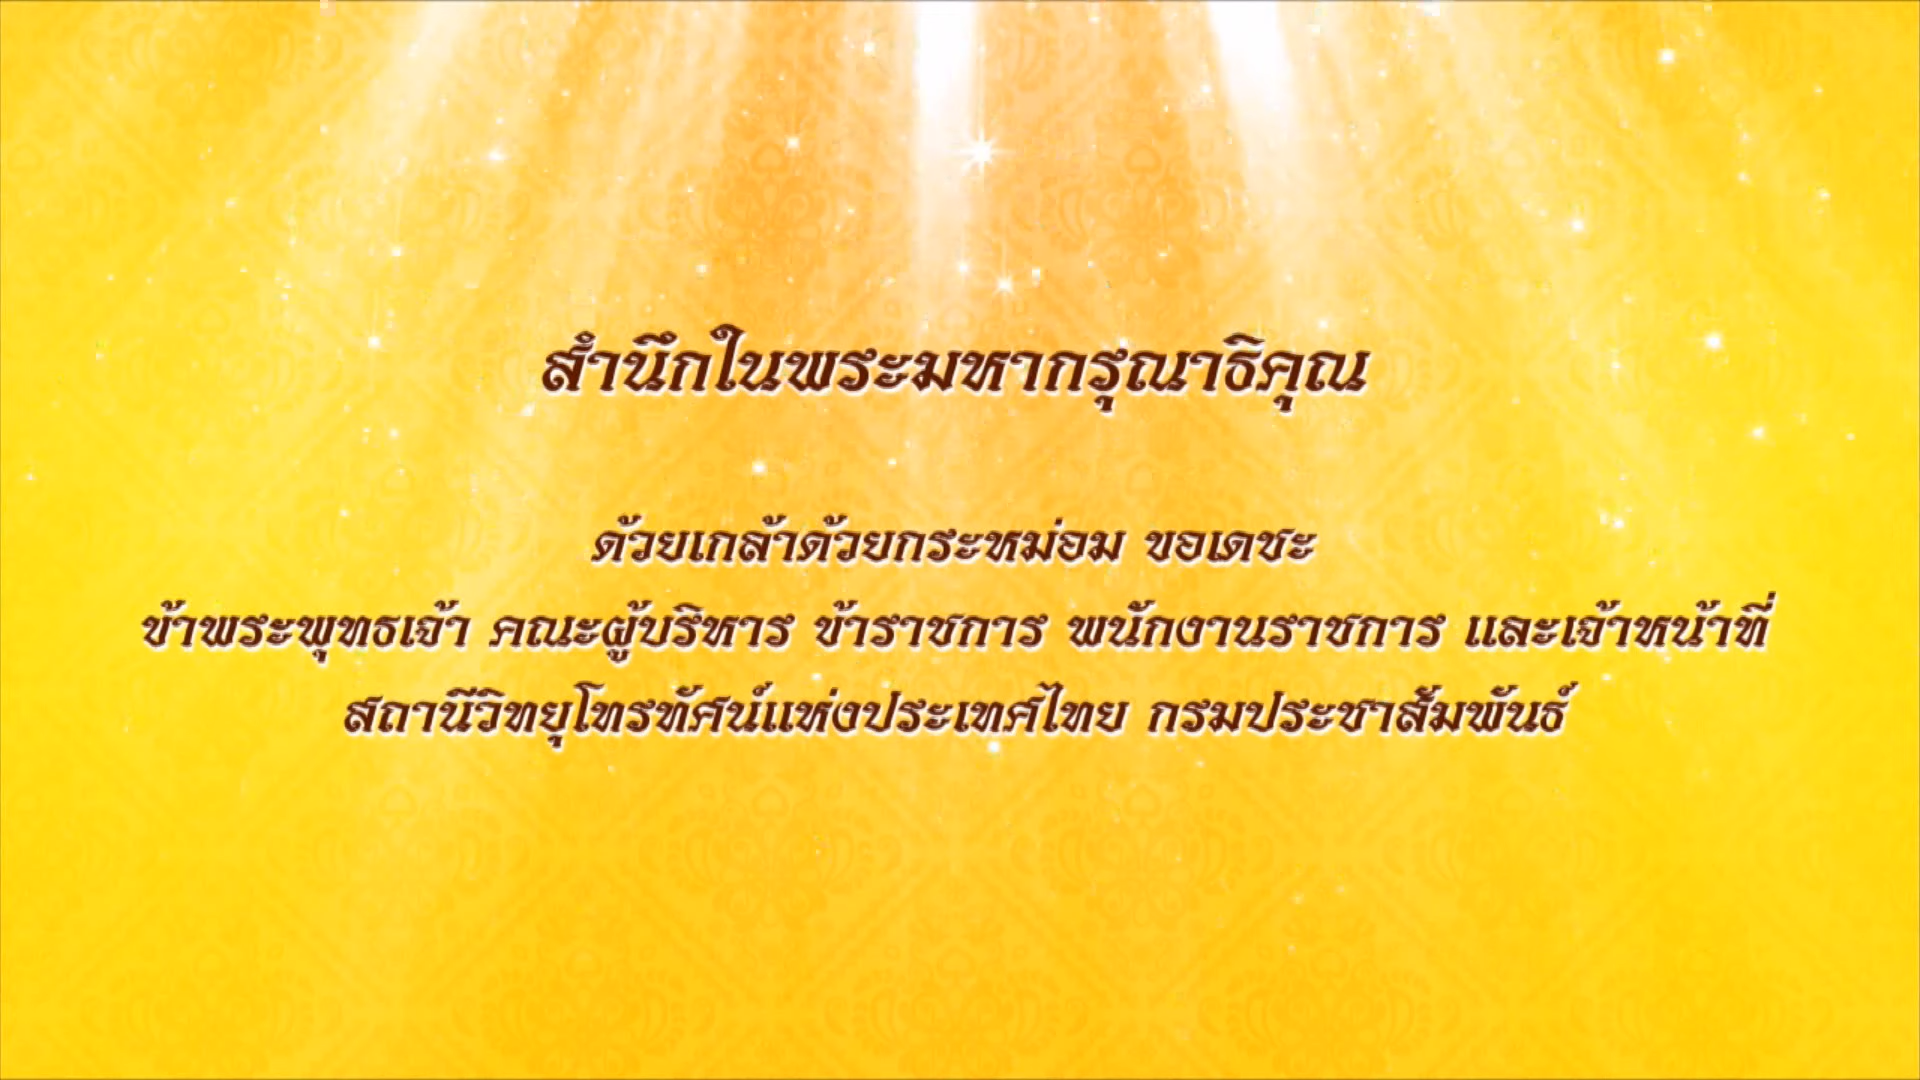 สำนึกในพระมหากรุณาธิคุณ
ด้วยเกล้าด้วยกระหม่อม ขอเดชะ
ข้าพระพุทธเจ้า คณะผู้บริหาร ข้าราชการ พนักงานราชการ และเจ้าหน้าที่
สถานีวิทยุโทรทัศน์แห่งประเทศไทย กรมประชาสัมพันธ์